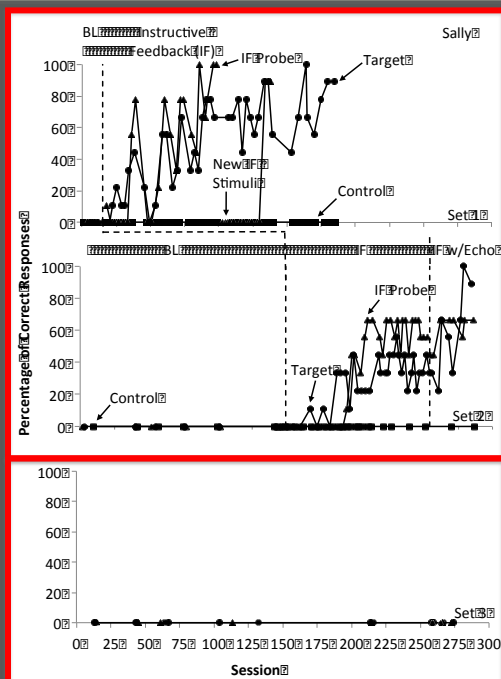 BL Instructive
Feedback (IF)
Sally
IF Probe
Target
New IF
Stimuli
Control
Set 1
100
80
60
40
20
0
BL IF IF w/Echo
IF Probe
Target
Control
Set 2
100
80
60
40
20
0
Percentage of Correct Responses
100
80
60
40
20
0
Set 3
0 25 50 75 100 125 150 175 200 225 250 275 300
Session